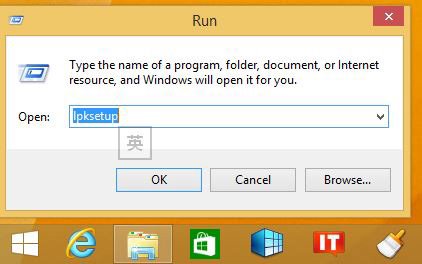 Run
Type the name of a program, folder, document, or Internet
resource, and Windows will open it for you.
Open:
lpksetup
英
OK
Cancel
Browse...
IT